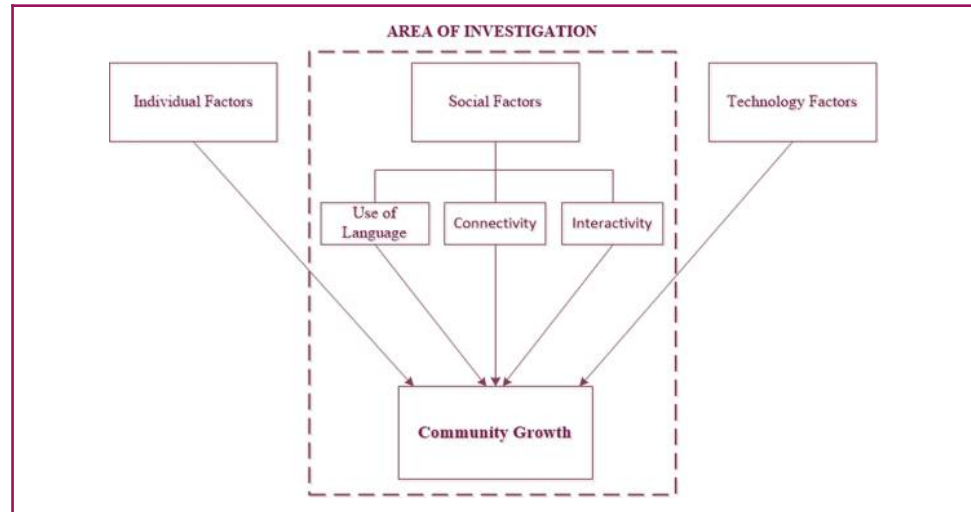 AREA OF INVESTIGATION
Individual Factors
Social Factors
Technology Factors
Use of
Language
Connectivity
Interactivity
Community Growth